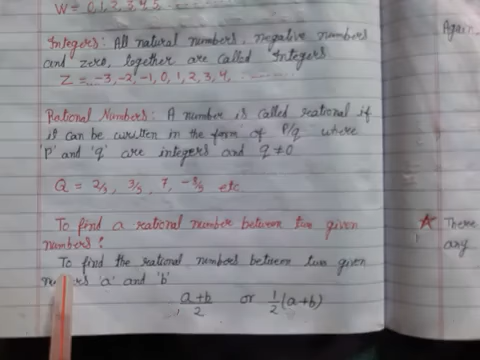 W = 0, 1, 2, 3, 4, 5, ...
Integers: All natural numbers, negative numbers
and zero, together are called Integers
Z = ... -3, -2, -1, 0, 1, 2, 3, 4, ........
Rational Numbers: A number is called rational if
it can be written in the form of P/q where
'P' and 'q' are integers and q ≠ 0
Q = 2/3, 3/5, 7, -3/5 etc.
To find a rational number between two given
numbers?
To find the rational numbers between two given
'a' and 'b'
a+b/2 or 1/2 (a+b)
Again
There
any